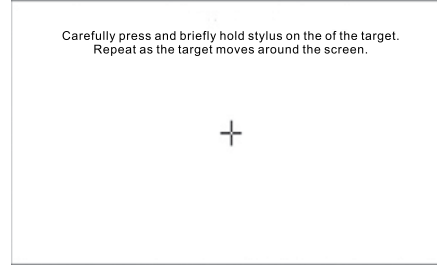 Carefully press and briefly hold stylus on the of the target.
Repeat as the target moves around the screen.